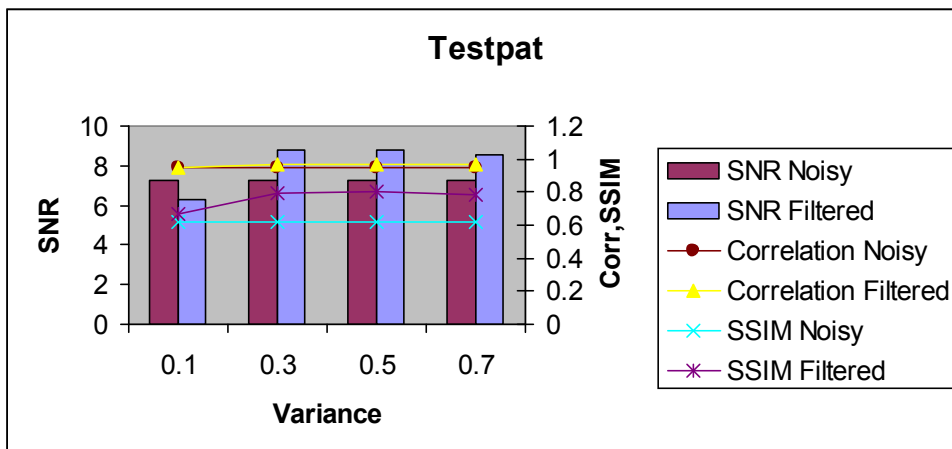 Testpat
SNR
10
8
6
4
2
0
1.2
1
0.8
0.6
0.4
0.2
0
Corr,SSIM
0.1 0.3 0.5 0.7
Variance
SNR Noisy
SNR Filtered
Correlation Noisy
Correlation Filtered
SSIM Noisy
SSIM Filtered